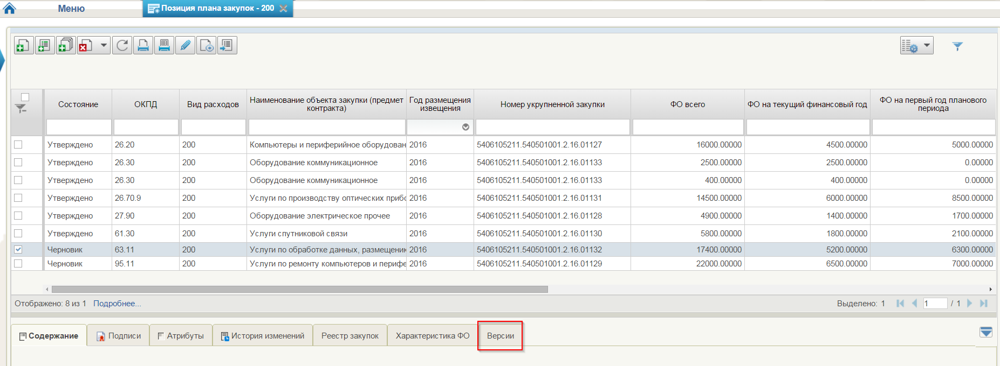 Меню
Позиция плана закупок - 200
Состояние
ОКПД
Вид расходов
Наименование объекта закупки (предмет
контракта)
Год размещения
извещения
Номер укрупненной закупки
ФО всего
ФО на текущий финансовый год
ФО на первый год планового
периода
Утверждено 26.20 200 Компьютеры и периферийное оборудован 2016 5406105211.540501001.2.16.01127 16000.00000 4500.00000 5000.00000
Утверждено 26.30 200 Оборудование коммуникационное 2016 5406105211.540501001.2.16.01133 2500.00000 2500.00000 0.00000
Утверждено 26.30 200 Оборудование коммуникационное 2016 5406105211.540501001.2.16.01133 400.00000 400.00000 0.00000
Утверждено 26.70.9 200 Услуги по производству оптических прибо 2016 5406105211.540501001.2.16.01131 14500.00000 6000.00000 8500.00000
Утверждено 27.90 200 Оборудование электрическое прочее 2016 5406105211.540501001.2.16.01128 4900.00000 1400.00000 1700.00000
Утверждено 61.30 200 Услуги спутниковой связи 2016 5406105211.540501001.2.16.01130 5800.00000 1800.00000 2100.00000
Черновик 63.11 200 Услуги по обработке данных, размещению 2016 5406105211.540501001.2.16.01132 17400.00000 5200.00000 6300.00000
Черновик 95.11 200 Услуги по ремонту компьютеров и перифе 2016 5406105211.540501001.2.16.01129 22000.00000 6500.00000 7000.00000
Отображено: 8 из 1 Подробнее... Выделено: 1 1 / 1
Содержание Подписи Атрибуты История изменений Реестр закупок Характеристика ФО Версии